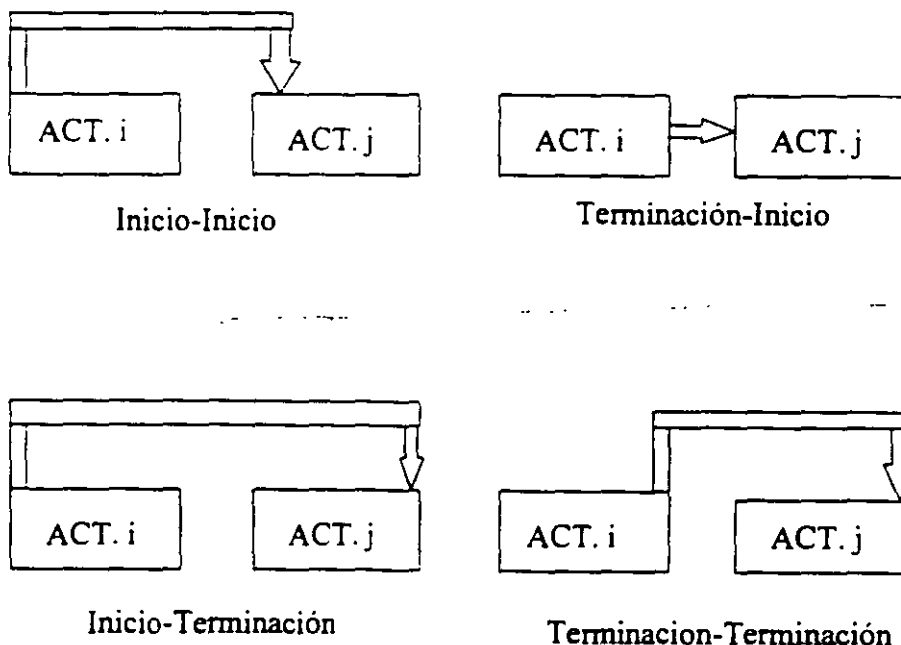 ACT. i
ACT. j
Inicio-Inicio
ACT. i
ACT. j
Terminación-Inicio
ACT. i
ACT. j
Inicio-Terminación
ACT. i
ACT. j
Terminacion-Terminación